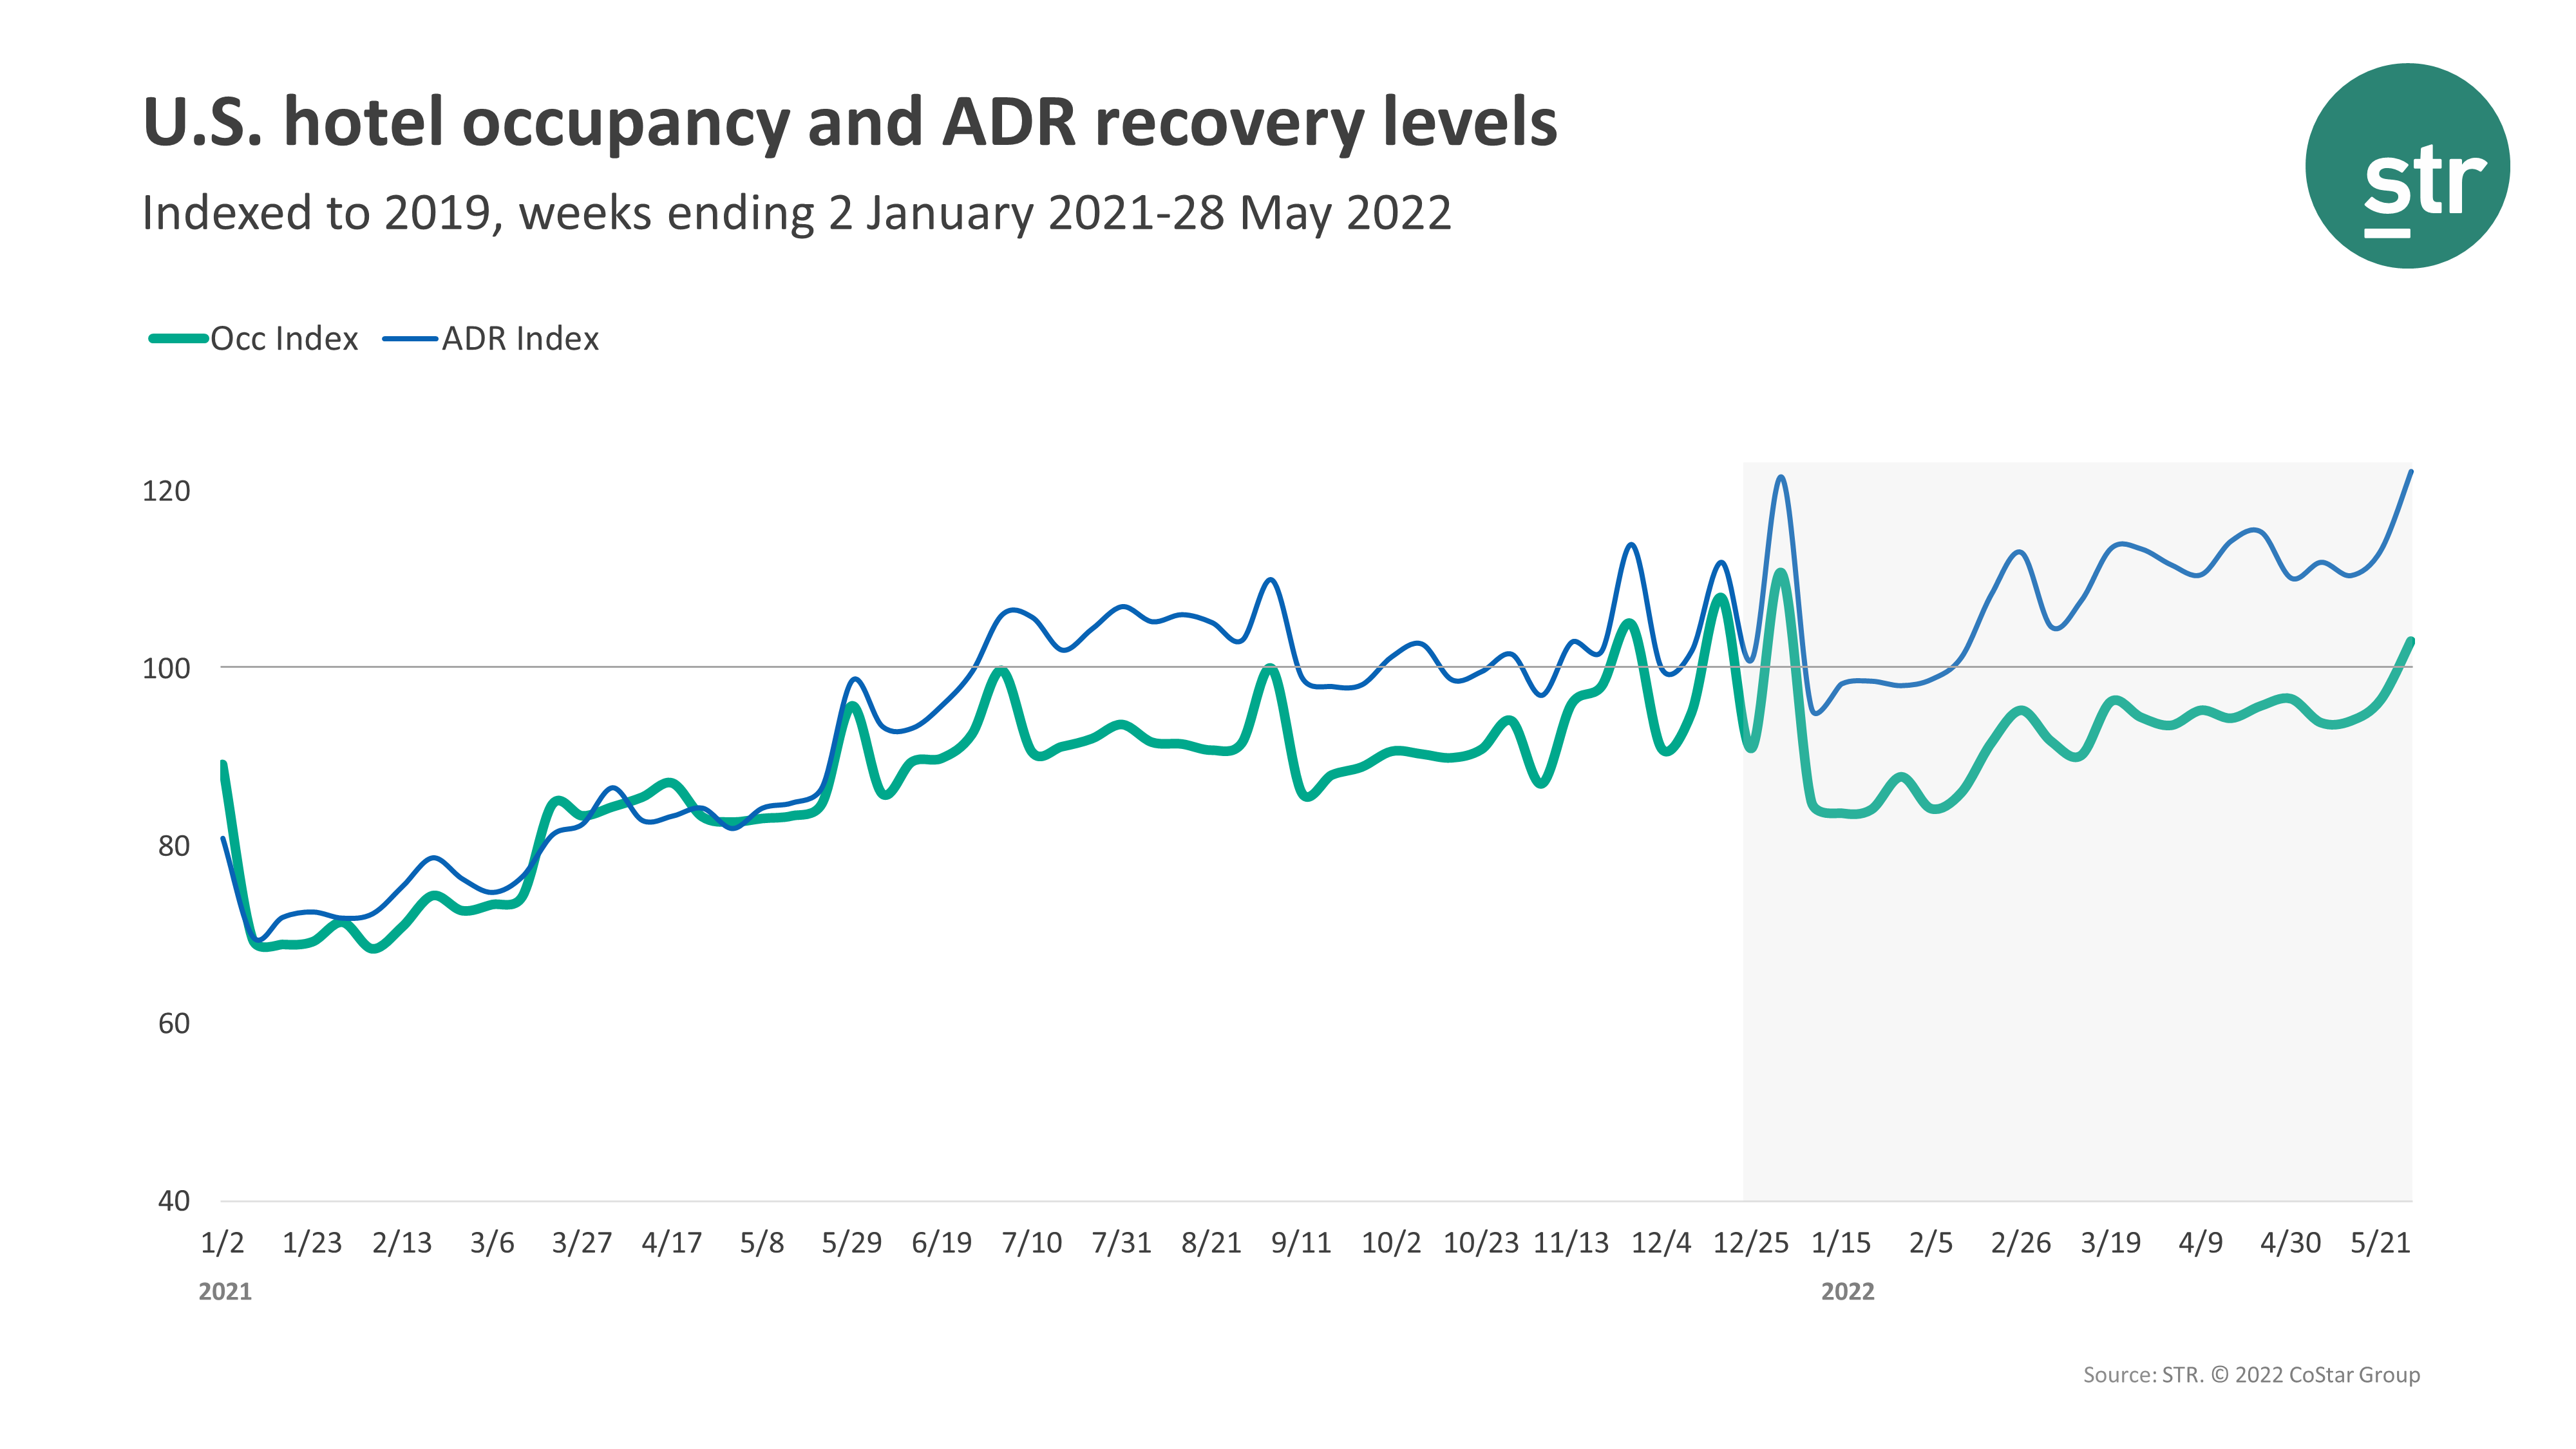 U.S. hotel occupancy and ADR recovery levels
Indexed to 2019, weeks ending 2 January 2021-28 May 2022
str
Occ Index ADR Index
120
100
80
60
40
1/2 1/23 2/13 3/6 3/27 4/17 5/8 5/29 6/19 7/10 7/31 8/21 9/11 10/2 10/23 11/13 12/4 12/25 1/15 2/5 2/26 3/19 4/9 4/30 5/21
2021 2022
Source: STR. © 2022 CoStar Group